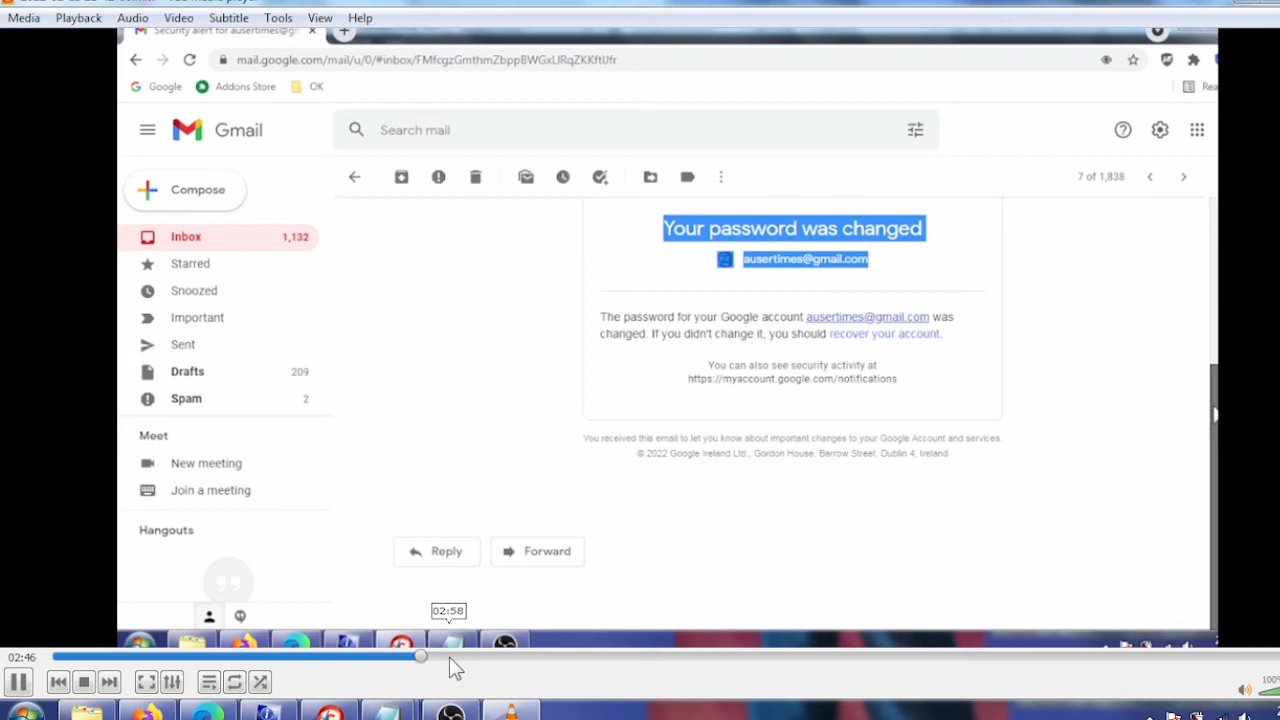 Media Playback Audio Video Subtitle Tools View Help
Security alert for ausertimes@g
mail.google.com/mail/u/0/#inbox/FMfcgzGmthmZbppBWGxLlRqZKKftUfr
Google Addons Store OK Rea
Gmail Search mail
7 of 1,838
Compose
Inbox 1,132
Starred
Snoozed
Important
Sent
Drafts 209
Spam 2
Meet
New meeting
Join a meeting
Hangouts
Your password was changed
ausertimes@gmail.com
The password for your Google account ausertimes@gmail.com was
changed. If you didn't change it, you should recover your account.
You can also see security activity at
https://myaccount.google.com/notifications
You received this email to let you know about important changes to your Google Account and services.
© 2022 Google Ireland Ltd., Gordon House, Barrow Street, Dublin 4, Ireland
Reply Forward
02:58
02:46
100%